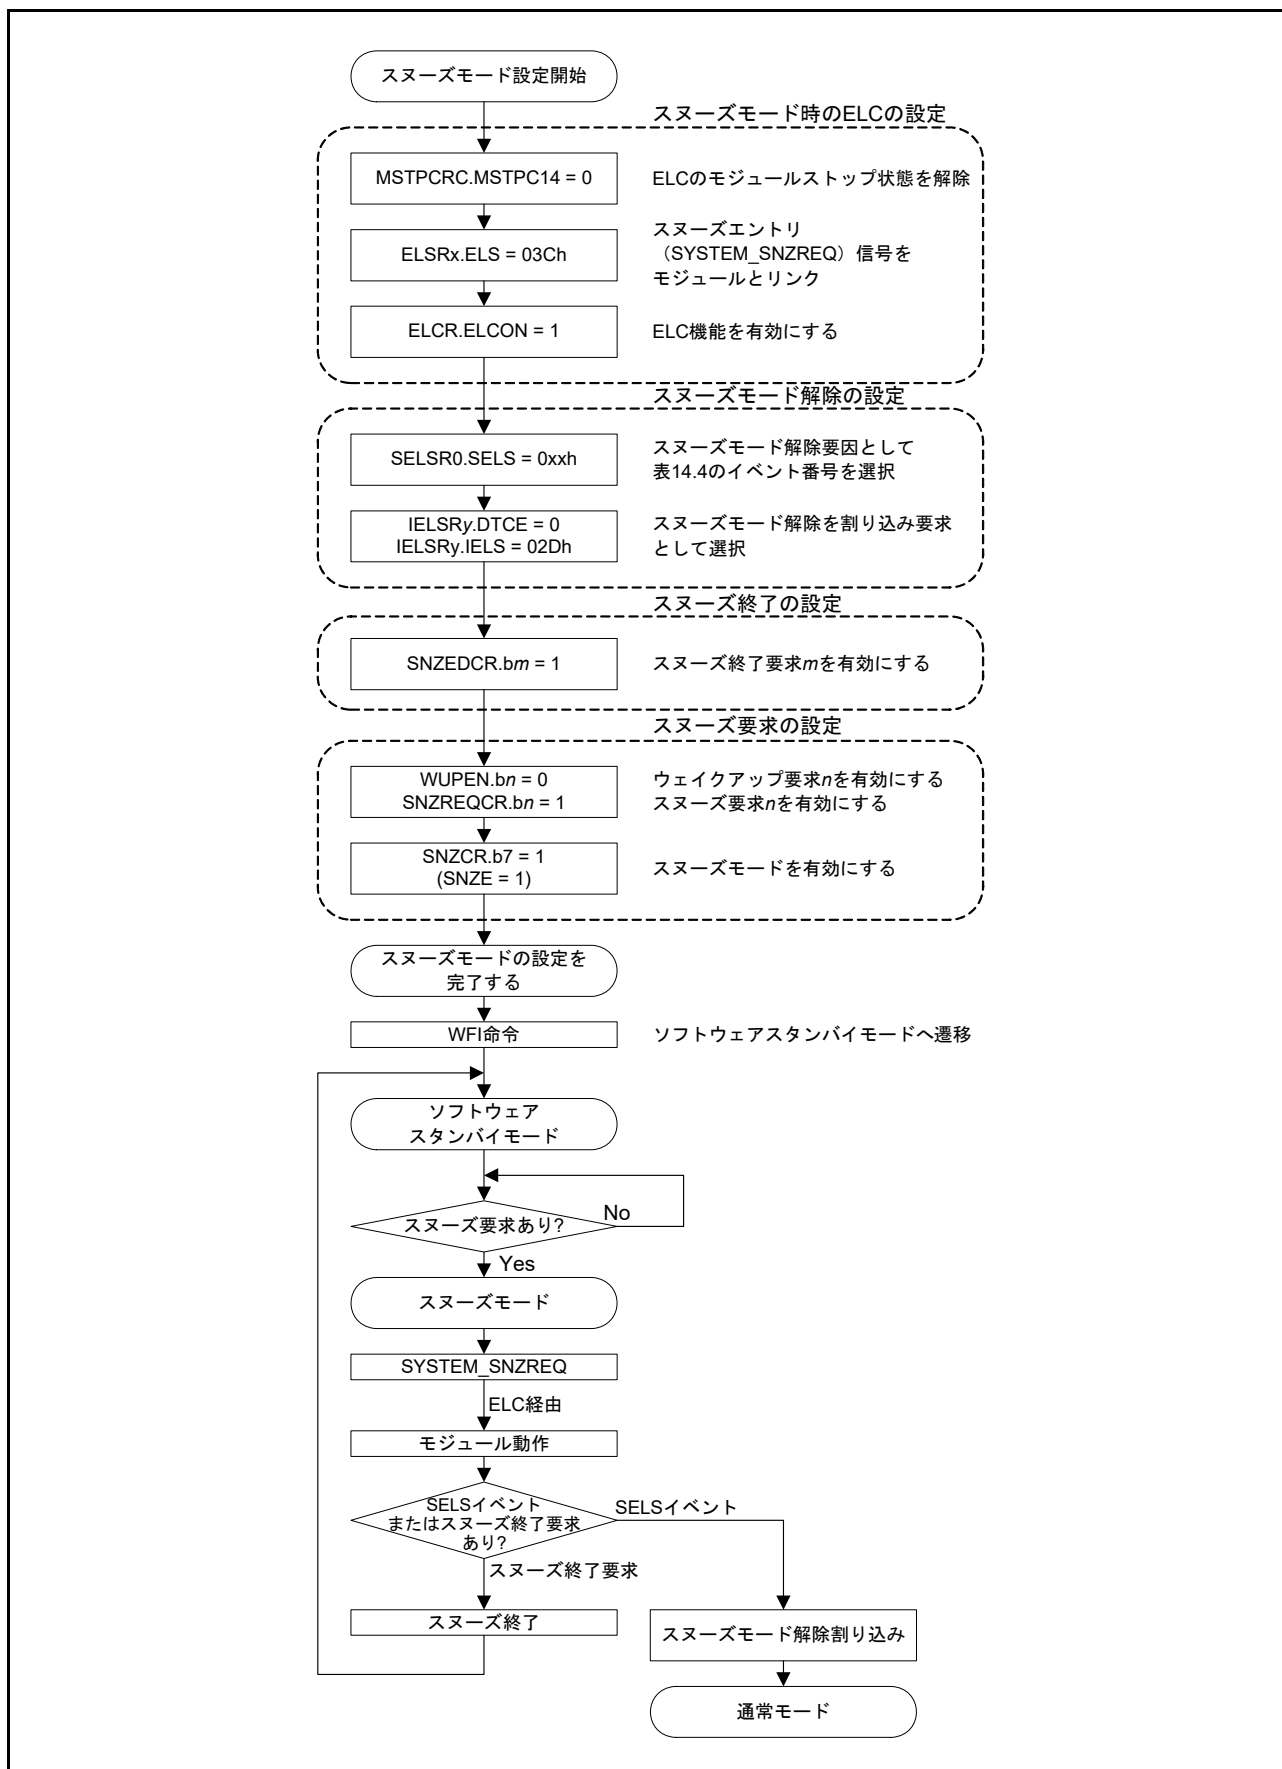 スヌーズモード設定開始
スヌーズモード時のELCの設定
MSTPCRC.MSTPC14 = 0
ELCのモジュールストップ状態を解除
ELSRx.ELS = 03Ch
スヌーズエントリ
（SYSTEM_SNZREQ）信号を
モジュールとリンク
ELCR.ELCON = 1
ELC機能を有効にする
スヌーズモード解除の設定
SELSR0.SELS = 0xxh
スヌーズモード解除要因として
表14.4のイベント番号を選択
IELSRy.DTCE = 0
IELSRy.IELS = 02Dh
スヌーズモード解除を割り込み要求
として選択
スヌーズ終了の設定
SNZEDCR.bm = 1
スヌーズ終了要求mを有効にする
スヌーズ要求の設定
WUPEN.bn = 0
SNZREQCR.bn = 1
ウェイクアップ要求nを有効にする
スヌーズ要求nを有効にする
SNZCR.b7 = 1
(SNZE = 1)
スヌーズモードを有効にする
スヌーズモードの設定を
完了する
WFI命令
ソフトウェアスタンバイモードへ遷移
ソフトウェア
スタンバイモード
スヌーズ要求あり?
No
Yes
スヌーズモード
SYSTEM_SNZREQ
ELC経由
モジュール動作
SELSイベント
またはスヌーズ終了要求
あり?
SELSイベント
スヌーズ終了要求
スヌーズ終了
スヌーズモード解除割り込み
通常モード